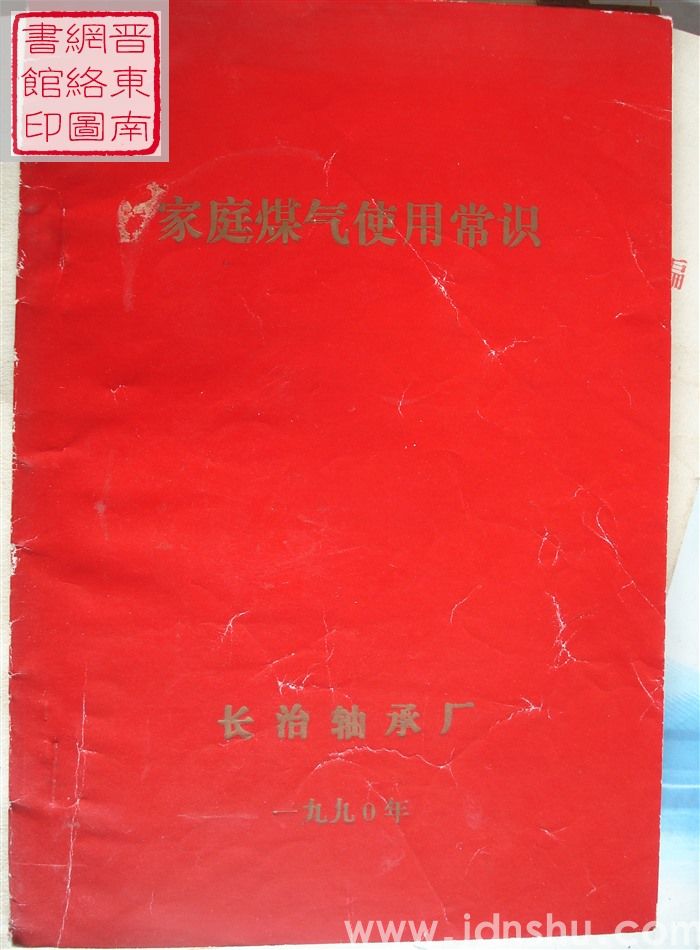 晋東南
網絡圖
書館印
家庭煤气使用常识
编
长治轴承厂
一九九0年
www.jdnshu.com